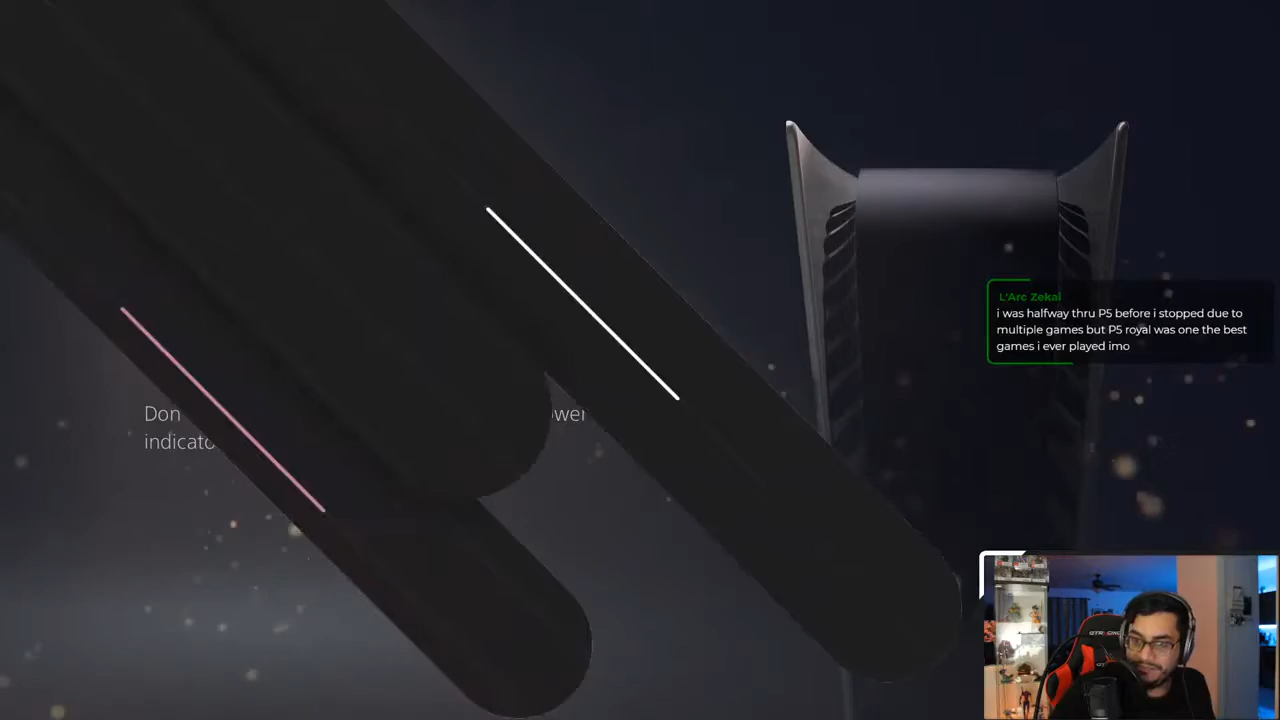 L'Arc Zekai
i was halfway thru P5 before i stopped due to
multiple games but P5 royal was one the best
games i ever played imo
Don
indicato